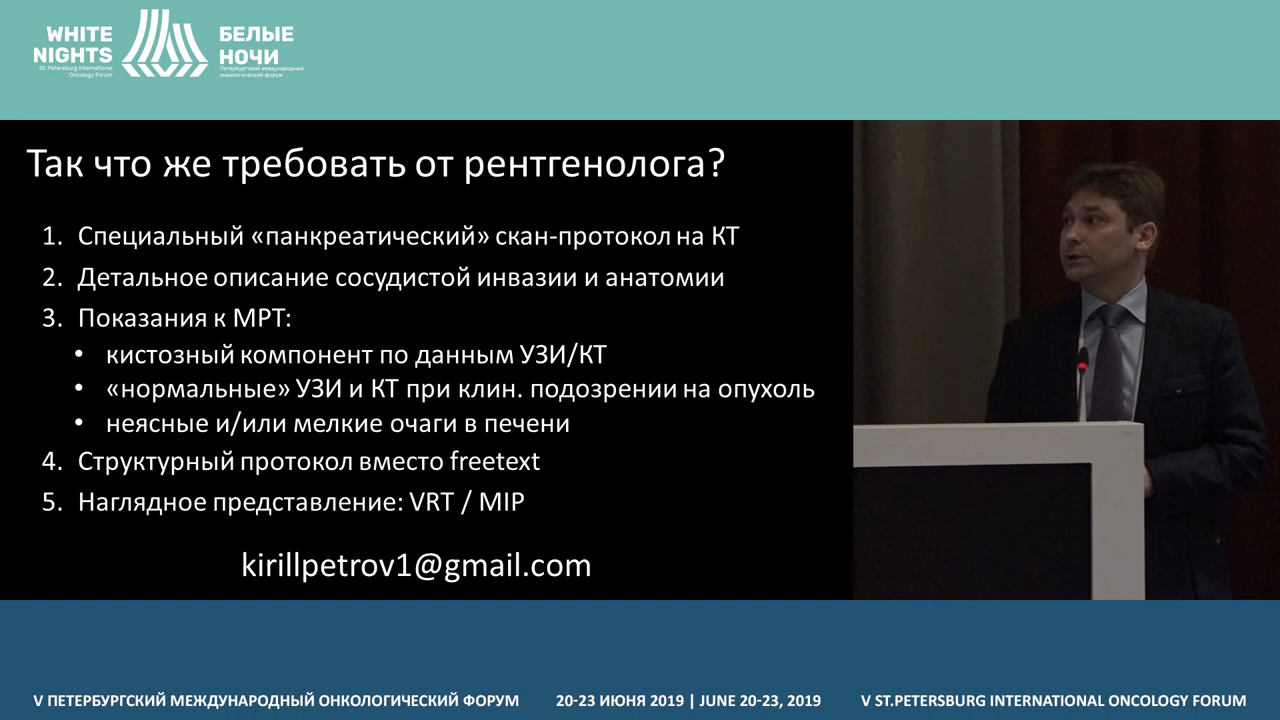 WHITE
NIGHTS
St. Petersburg International
Oncology Forum
БЕЛЫЕ
НОЧИ
Петербургский международный
онкологический форум
Так что же требовать от рентгенолога?
1. Специальный «панкреатический» скан-протокол на КТ
2. Детальное описание сосудистой инвазии и анатомии
3. Показания к МРТ:
• кистозный компонент по данным УЗИ/КТ
• «нормальные» УЗИ и КТ при клин. подозрении на опухоль
• неясные и/или мелкие очаги в печени
4. Структурный протокол вместо freetext
5. Наглядное представление: VRT / MIP
kirillpetrov1@gmail.com
V ПЕТЕРБУРГСКИЙ МЕЖДУНАРОДНЫЙ ОНКОЛОГИЧЕСКИЙ ФОРУМ 20-23 ИЮНЯ 2019 | JUNE 20-23, 2019 V ST.PETERSBURG INTERNATIONAL ONCOLOGY FORUM